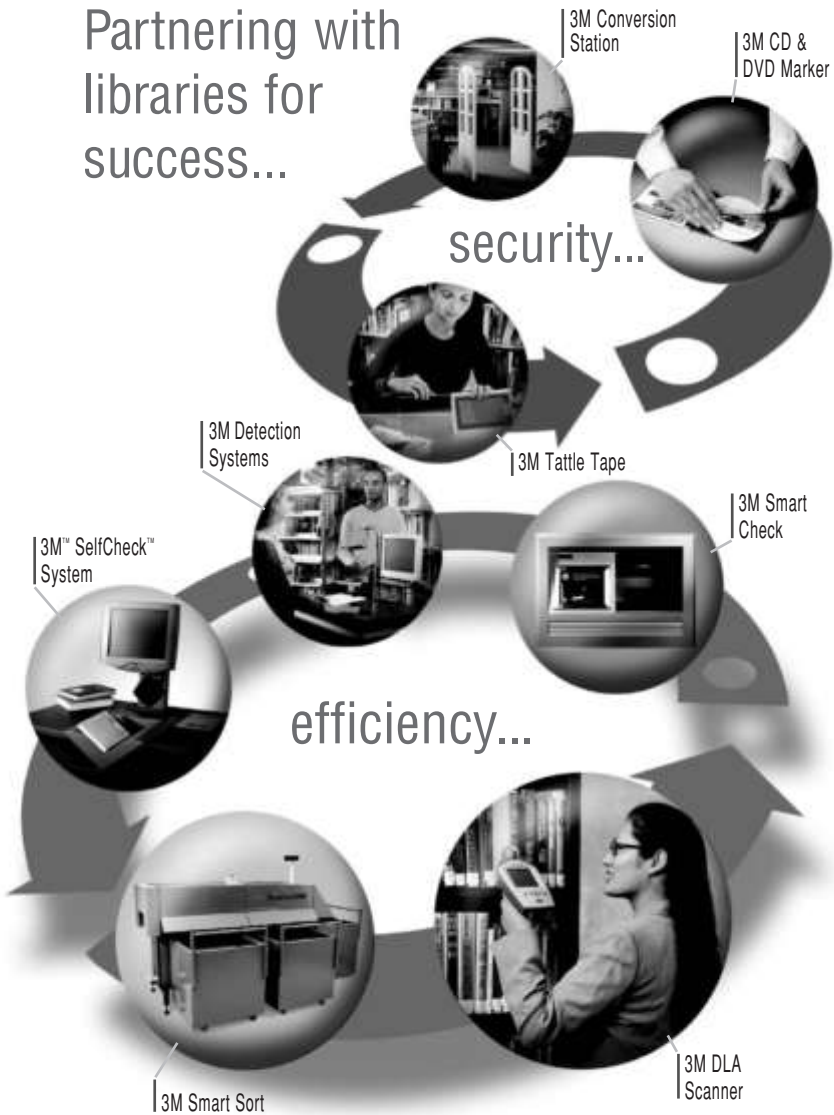 Partnering with
libraries for
success...
3M Conversion
Station
3M CD &
DVD Marker
security...
3M Tattle Tape
3M Detection
Systems
3M Smart
Check
3M™ SelfCheck™
System
efficiency...
3M DLA
Scanner
3M Smart Sort